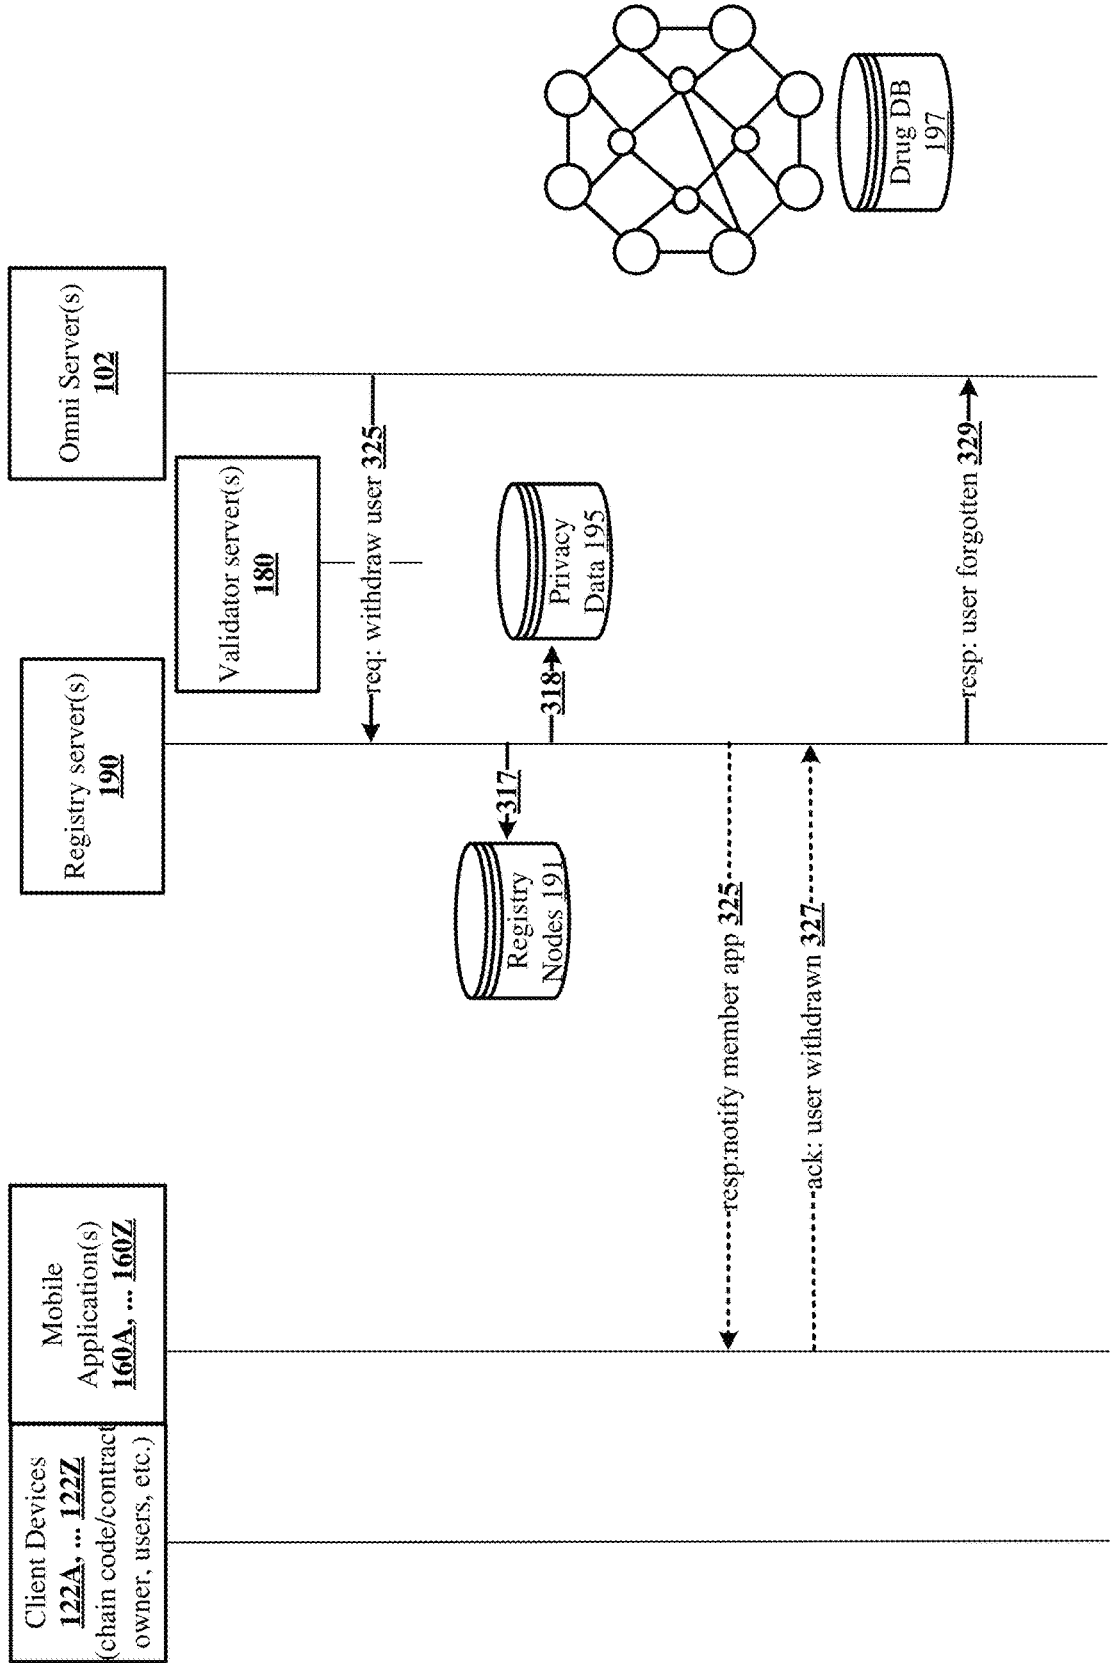 Client Devices
122A, ... 122Z
(chain code/contract
owner, users, etc.)
Mobile
Application(s)
160A, ... 160Z
Registry server(s)
190
Validator server(s)
180
Omni Server(s)
102
req: withdraw user 325
317
Registry
Nodes 191
318
Privacy
Data 195
resp:notify member app 325
ack: user withdrawn 327
resp: user forgotten 329
Drug DB
197